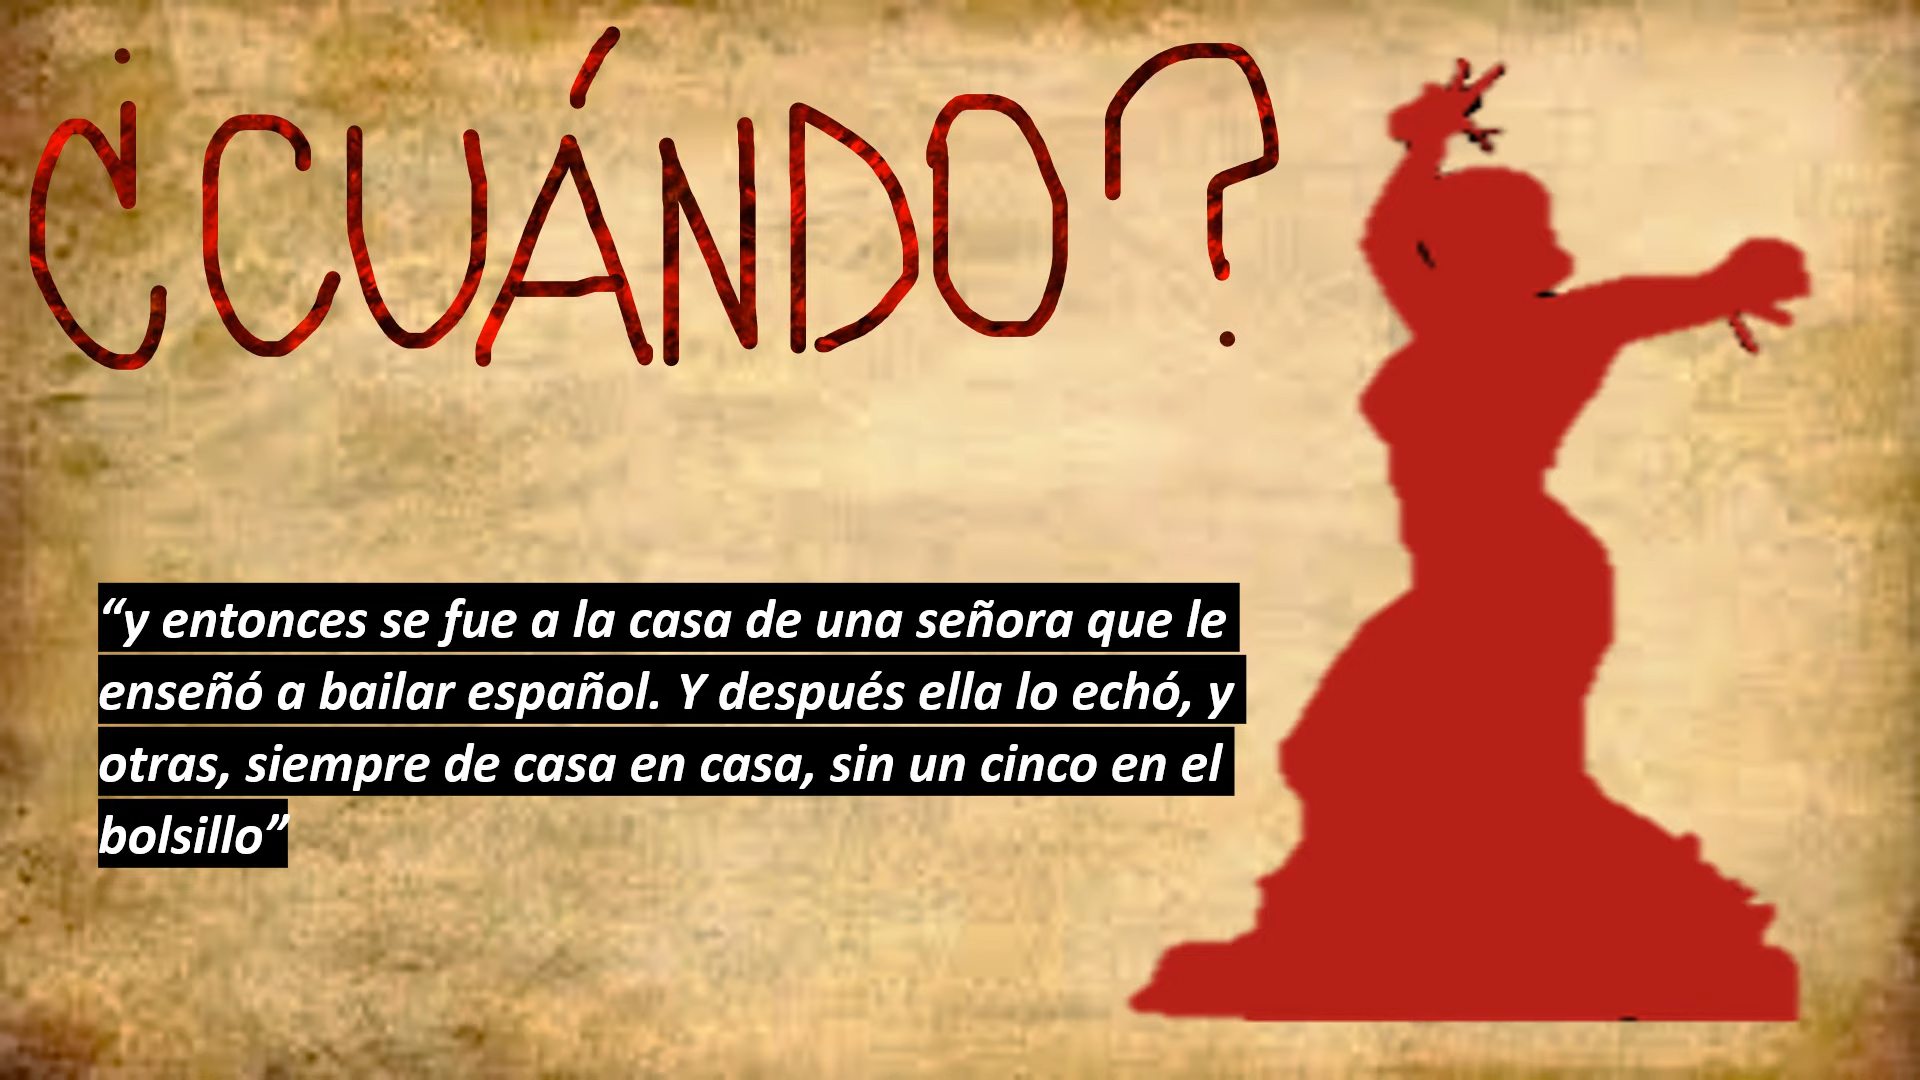 ¿CUÁNDO?
“y entonces se fue a la casa de una señora que le
enseñó a bailar español. Y después ella lo echó, y
otras, siempre de casa en casa, sin un cinco en el
bolsillo”